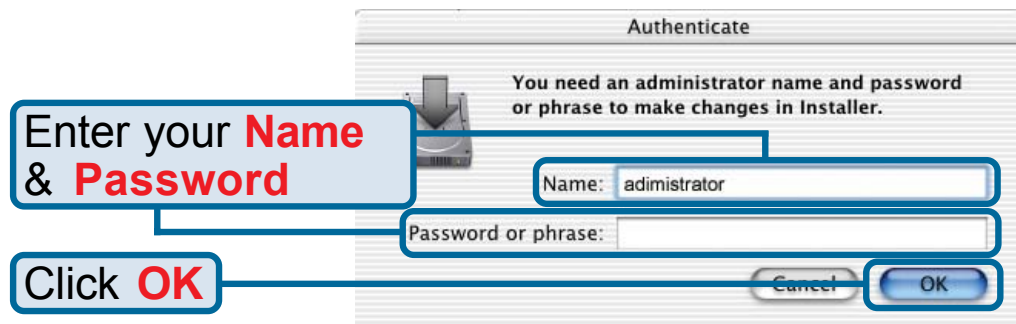 Authenticate
You need an administrator name and password
or phrase to make changes in Installer.
Enter your Name
& Password
Name: adimistrator
Password or phrase:
Click OK
Cancel OK